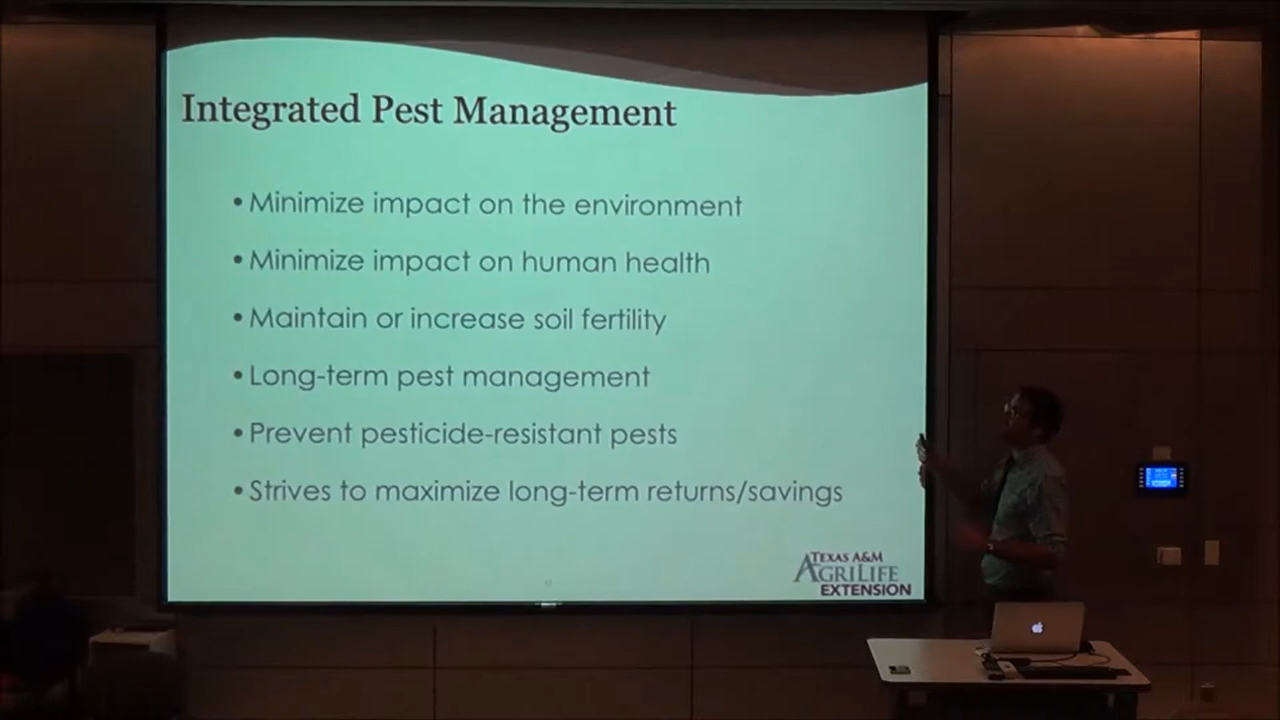 Integrated Pest Management
• Minimize impact on the environment
• Minimize impact on human health
• Maintain or increase soil fertility
• Long-term pest management
• Prevent pesticide-resistant pests
• Strives to maximize long-term returns/savings
TEXAS A&M
AGRILIFE
EXTENSION